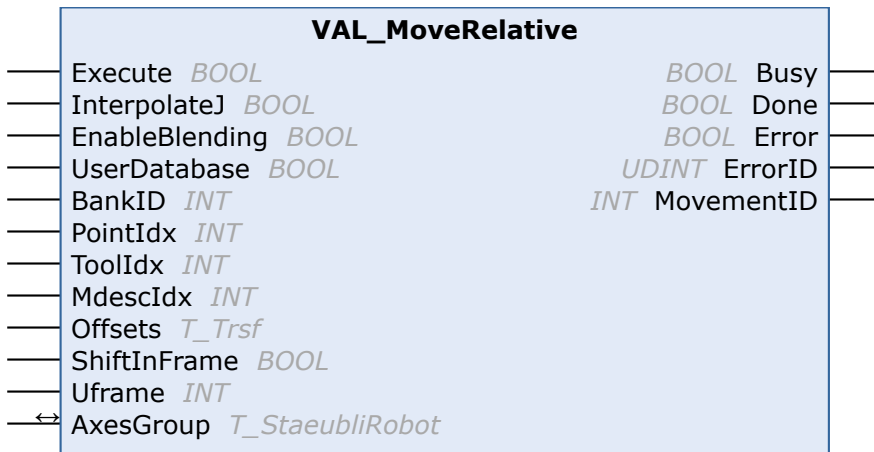 VAL_MoveRelative
Execute BOOL BOOL Busy
InterpolateJ BOOL BOOL Done
EnableBlending BOOL BOOL Error
UserDatabase BOOL UDINT ErrorID
BankID INT INT MovementID
PointIdx INT
ToolIdx INT
MdescIdx INT
Offsets T_Trsf
ShiftInFrame BOOL
Uframe INT
↔ AxesGroup T_StaeubliRobot